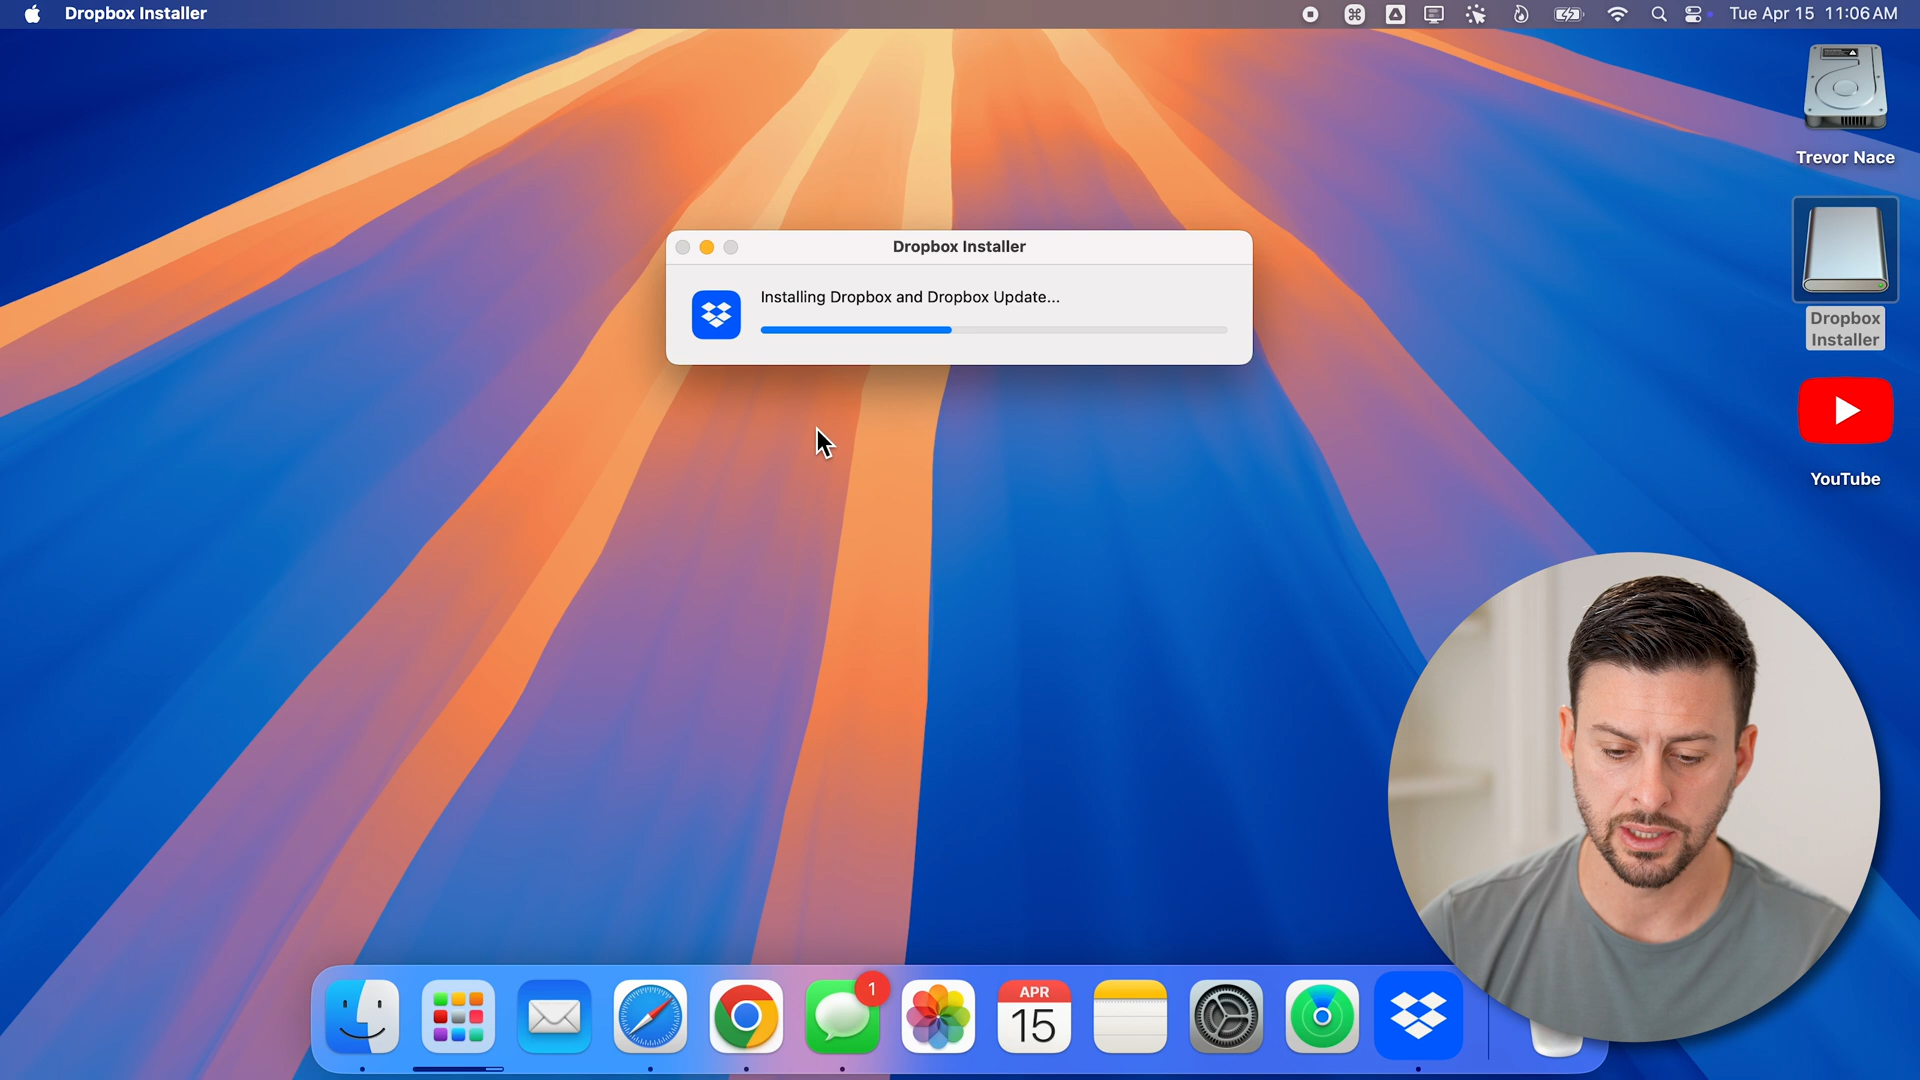 Dropbox Installer
Tue Apr 15 11:06 AM
Trevor Nace
Dropbox Installer
Installing Dropbox and Dropbox Update...
Dropbox
Installer
YouTube
1
APR
15